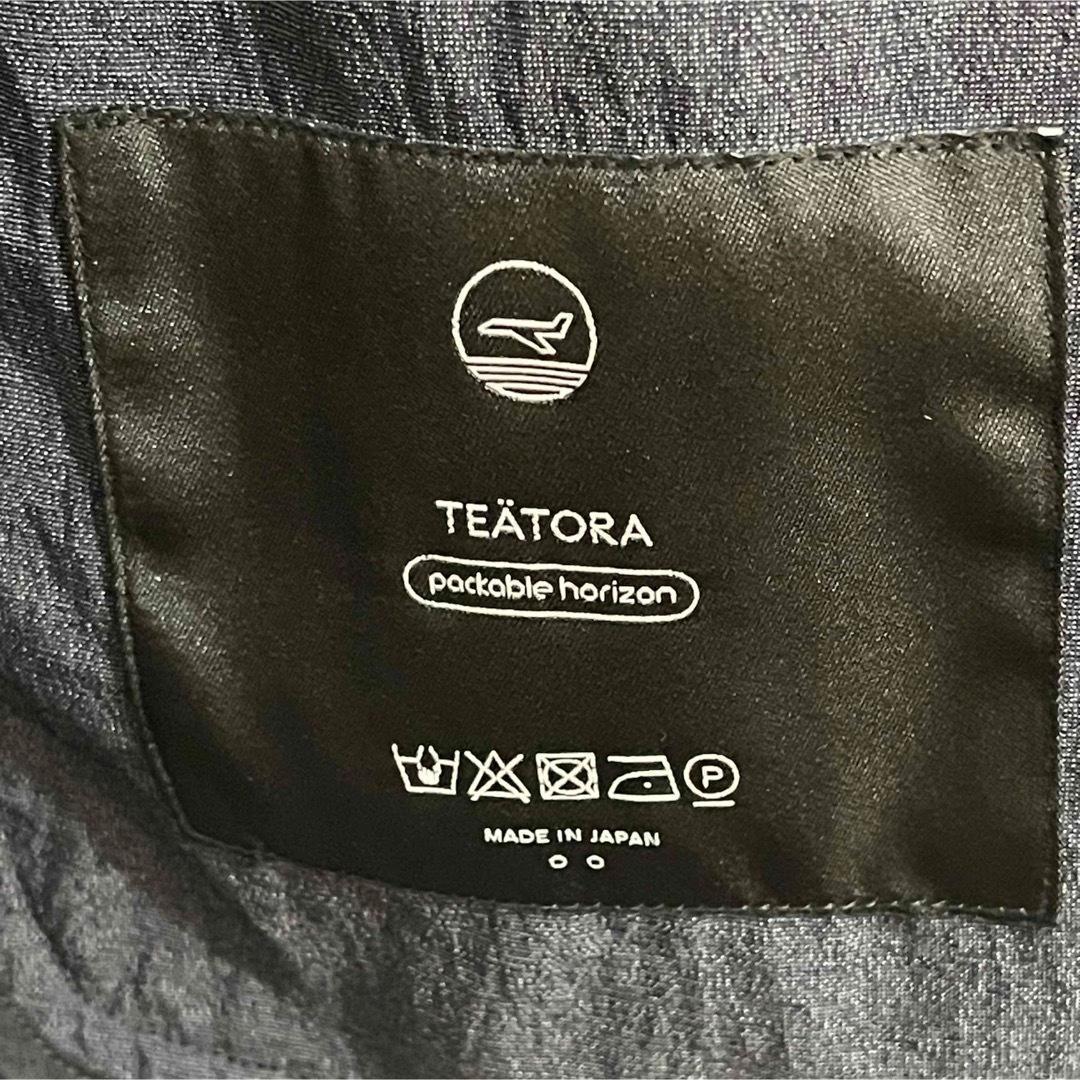 TEÄTORA
packable horizon
P
MADE IN JAPAN